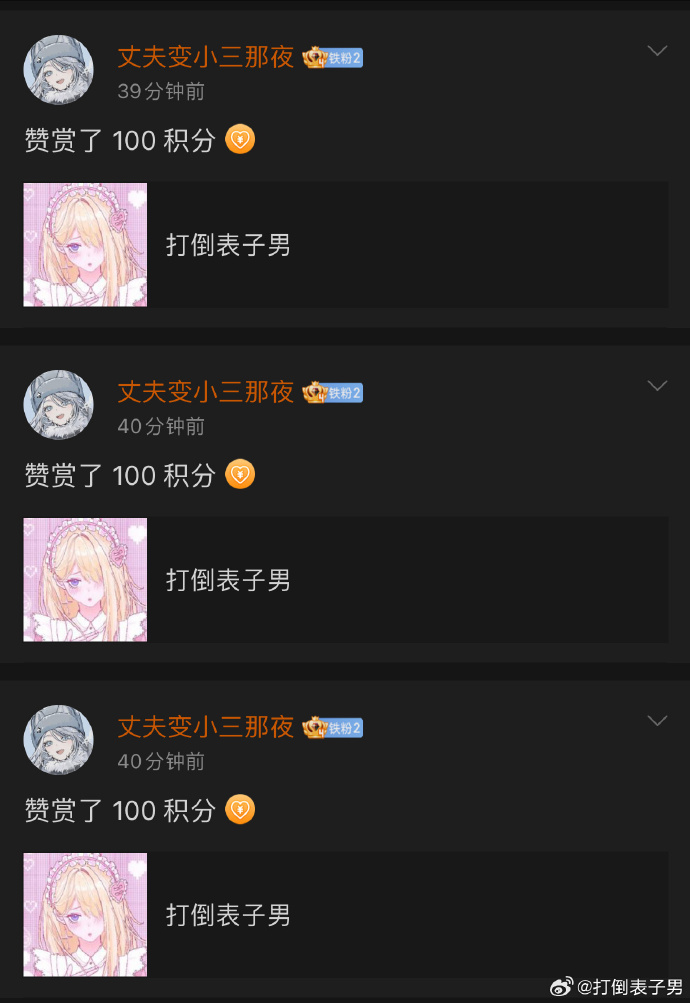 丈夫变小三那夜 铁粉2
39分钟前
赞赏了 100 积分
打倒表子男
丈夫变小三那夜 铁粉2
40分钟前
赞赏了 100 积分
打倒表子男
丈夫变小三那夜 铁粉2
40分钟前
赞赏了 100 积分
打倒表子男
@打倒表子男